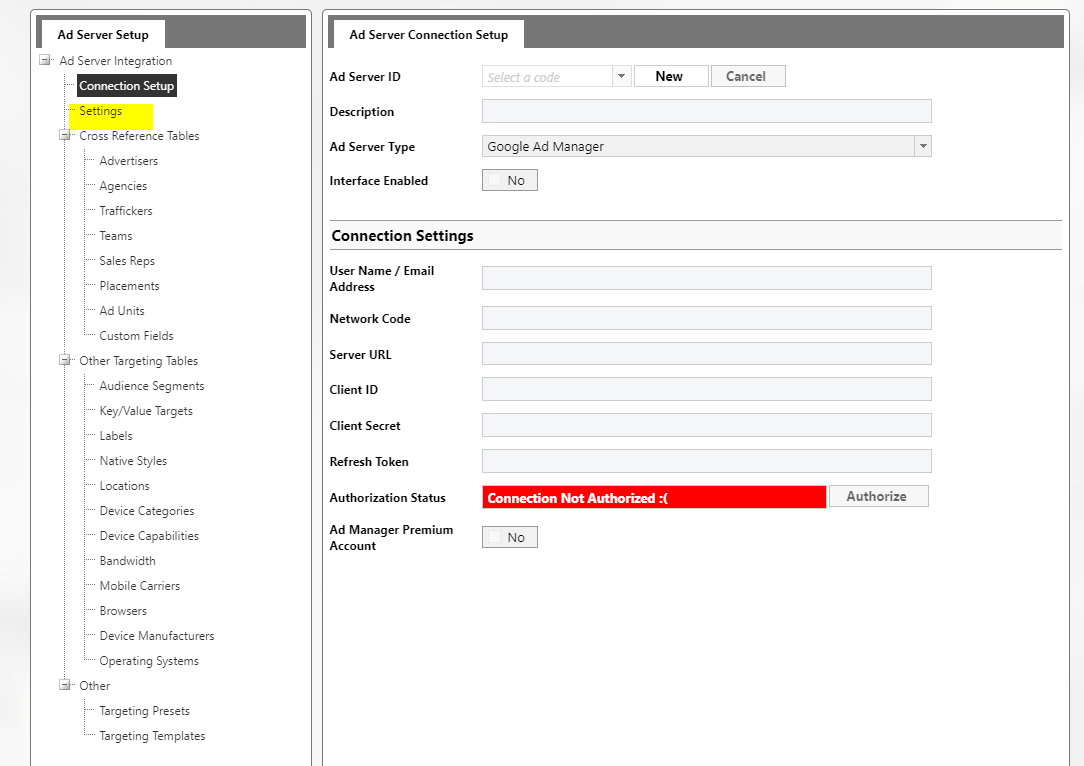 Ad Server Setup
Ad Server Integration
Connection Setup
Settings
Cross Reference Tables
Advertisers
Agencies
Traffickers
Teams
Sales Reps
Placements
Ad Units
Custom Fields
Other Targeting Tables
Audience Segments
Key/Value Targets
Labels
Native Styles
Locations
Device Categories
Device Capabilities
Bandwidth
Mobile Carriers
Browsers
Device Manufacturers
Operating Systems
Other
Targeting Presets
Targeting Templates
Ad Server Connection Setup
Ad Server ID Select a code New Cancel
Description
Ad Server Type Google Ad Manager
Interface Enabled No
Connection Settings
User Name / Email
Address
Network Code
Server URL
Client ID
Client Secret
Refresh Token
Authorization Status Connection Not Authorized :( Authorize
Ad Manager Premium
Account No